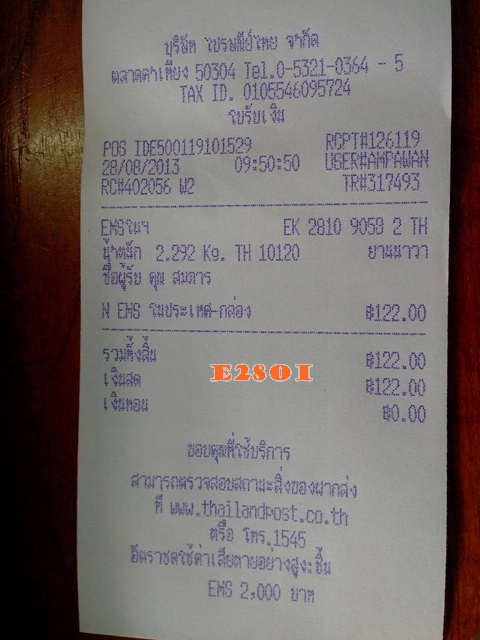 บริษัท ไปรษณีย์ไทย จำกัด
ตลาดคำเที่ยง 50304 Tel.0-5321-0364 - 5
TAX ID. 0105546095724
ใบรับเงิน
POS IDE500119101529 RCPT#126119
28/08/2013 09:50:50 USER#AMPAWAN
RC#402056 W2 TR#317493
EMSในฯ EK 2810 9058 2 TH
น้ำหนัก 2.292 Kg. TH 10120 ยานนาวา
ชื่อผู้รับ คุณ สมภาร
N EMS ในประเทศ-กล่อง ฿122.00
รวมทั้งสิ้น ฿122.00
เงินสด ฿122.00
E280I
เงินทอน ฿0.00
ขอบคุณที่ใช้บริการ
สามารถตรวจสอบสถานะสิ่งของฝากส่ง
ที่ www.thailandpost.co.th
หรือ โทร.1545
อัตราชดใช้ค่าเสียหายอย่างสูงชิ้น
EMS 2,000 บาท